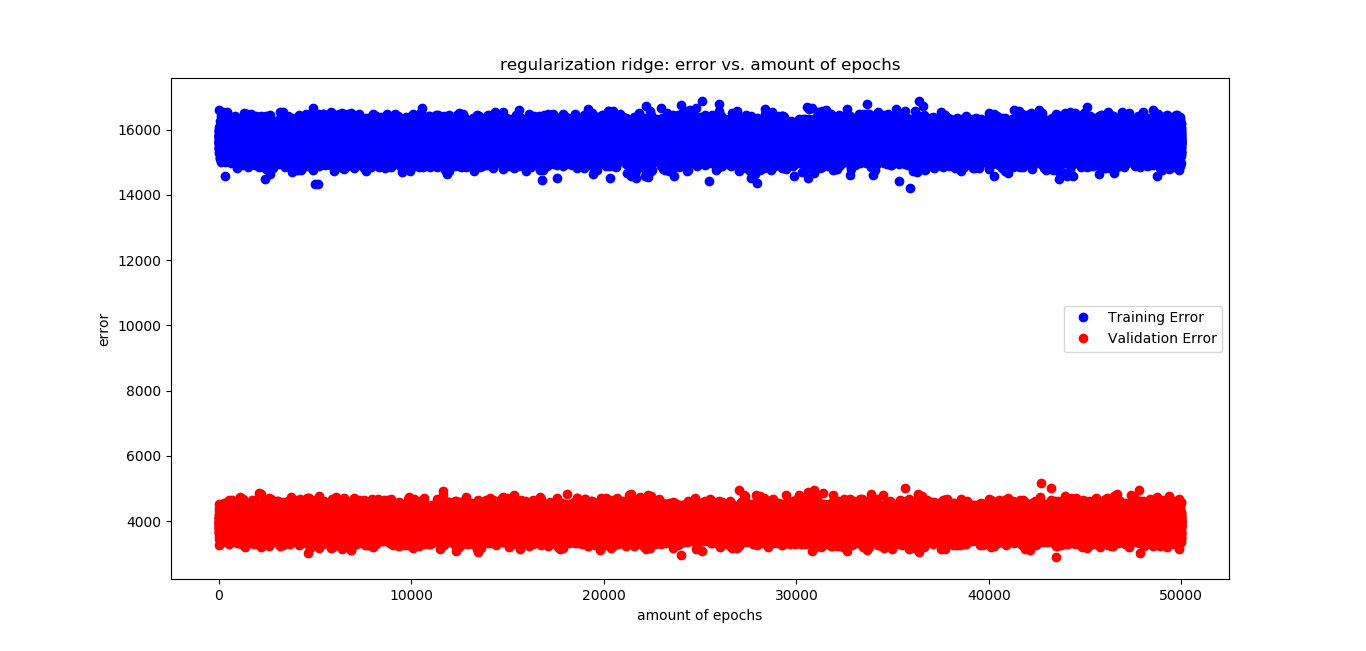 regularization ridge: error vs. amount of epochs
16000
14000
12000
10000
8000
6000
4000
error
Training Error
Validation Error
0
10000
20000
30000
40000
50000
amount of epochs